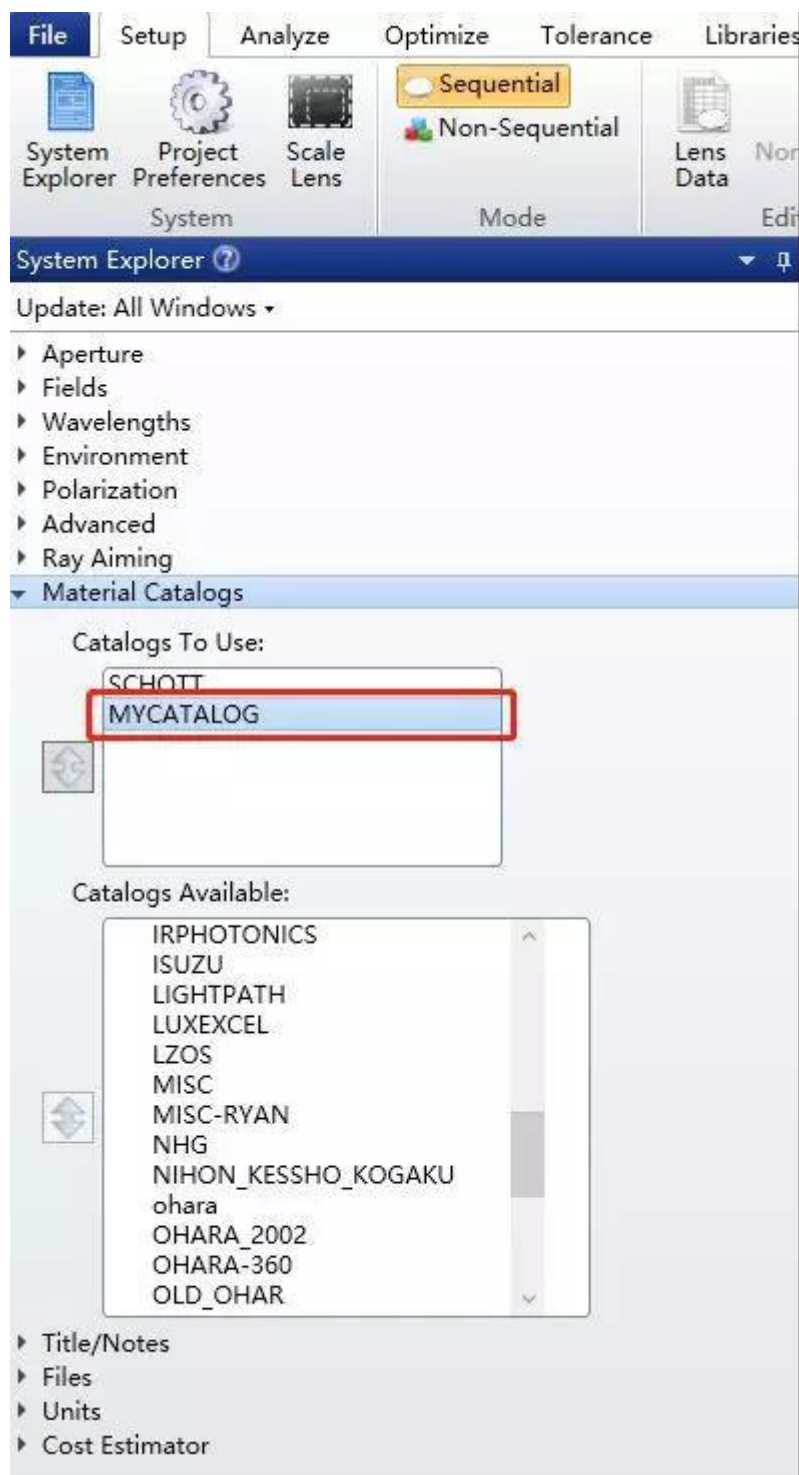 File Setup Analyze Optimize Tolerance Libraries
Sequential
Non-Sequential
System Explorer
Project Preferences
Scale Lens
Lens Data
System Mode
System Explorer
Update: All Windows
Aperture
Fields
Wavelengths
Environment
Polarization
Advanced
Ray Aiming
Material Catalogs
Catalogs To Use:
SCHOTT
MYCATALOG
Catalogs Available:
IRPHOTONICS
ISUZU
LIGHTPATH
LUXEXCEL
LZOS
MISC
MISC-RYAN
NHG
NIHON_KESSHO_KOGAKU
ohara
OHARA_2002
OHARA-360
OLD_OHAR
Title/Notes
Files
Units
Cost Estimator